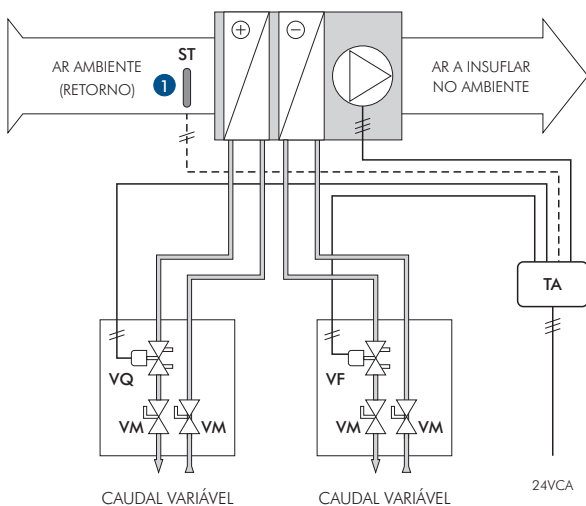 AR AMBIENTE
(RETORNO)
1
ST
+
−
AR A INSUFLAR
NO AMBIENTE
TA
VQ
VM
VM
VF
VM
VM
CAUDAL VARIÁVEL
CAUDAL VARIÁVEL
24VCA